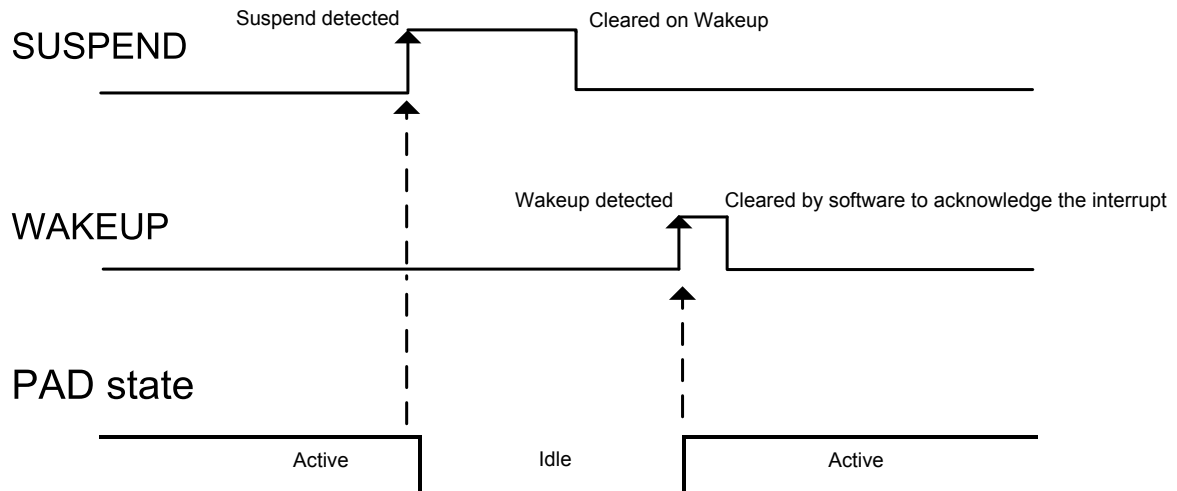 Suspend detected
Cleared on Wakeup
SUSPEND
Wakeup detected
Cleared by software to acknowledge the interrupt
WAKEUP
PAD state
Active
Idle
Active